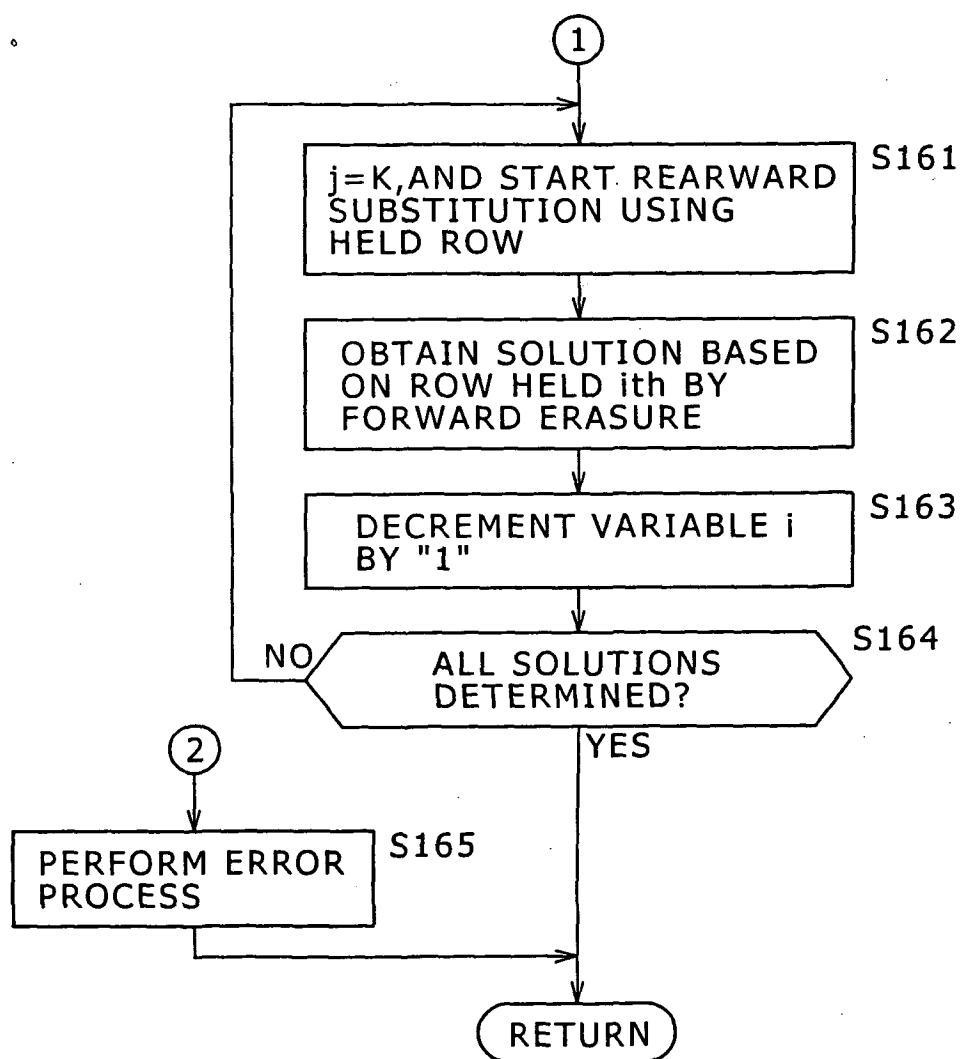 1
j=K,AND START REARWARD
SUBSTITUTION USING
HELD ROW
S161
OBTAIN SOLUTION BASED
ON ROW HELD ith BY
FORWARD ERASURE
S162
DECREMENT VARIABLE i
BY "1"
S163
ALL SOLUTIONS
DETERMINED?
S164
NO
YES
2
PERFORM ERROR
PROCESS
S165
RETURN